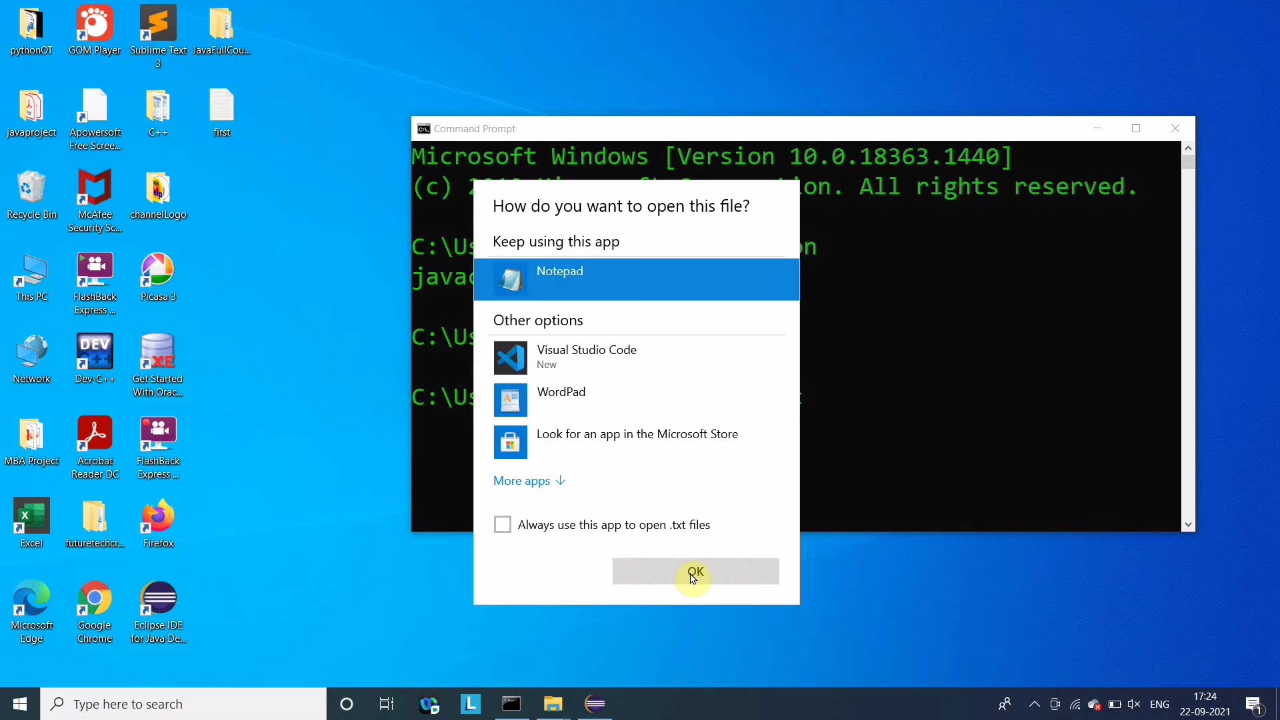 pythonOT
GOM Player
Sublime Text
3
JavaFullCou...
javaproject
Apowersoft
Free Scree...
C++
first
Recycle Bin
McAfee
Security Sc...
channelLogo
This PC
FlashBack
Express ...
Picasa 3
Network
DEV
Dev-C++
Get Started
With Orac...
MBA Project
Acrobat
Reader DC
FlashBack
Express ...
Excel
futuretechcr...
Firefox
Microsoft
Edge
Google
Chrome
Eclipse IDE
for Java De...
Command Prompt
Microsoft Windows [Version 10.0.18363.1440]
(c) All rights reserved.
How do you want to open this file?
Keep using this app
Notepad
Other options
Visual Studio Code
New
WordPad
Look for an app in the Microsoft Store
More apps
Always use this app to open .txt files
OK
C:\Us
javac
C:\Us
C:\Us
Type here to search
L
ENG
17:24
22-09-2021
1